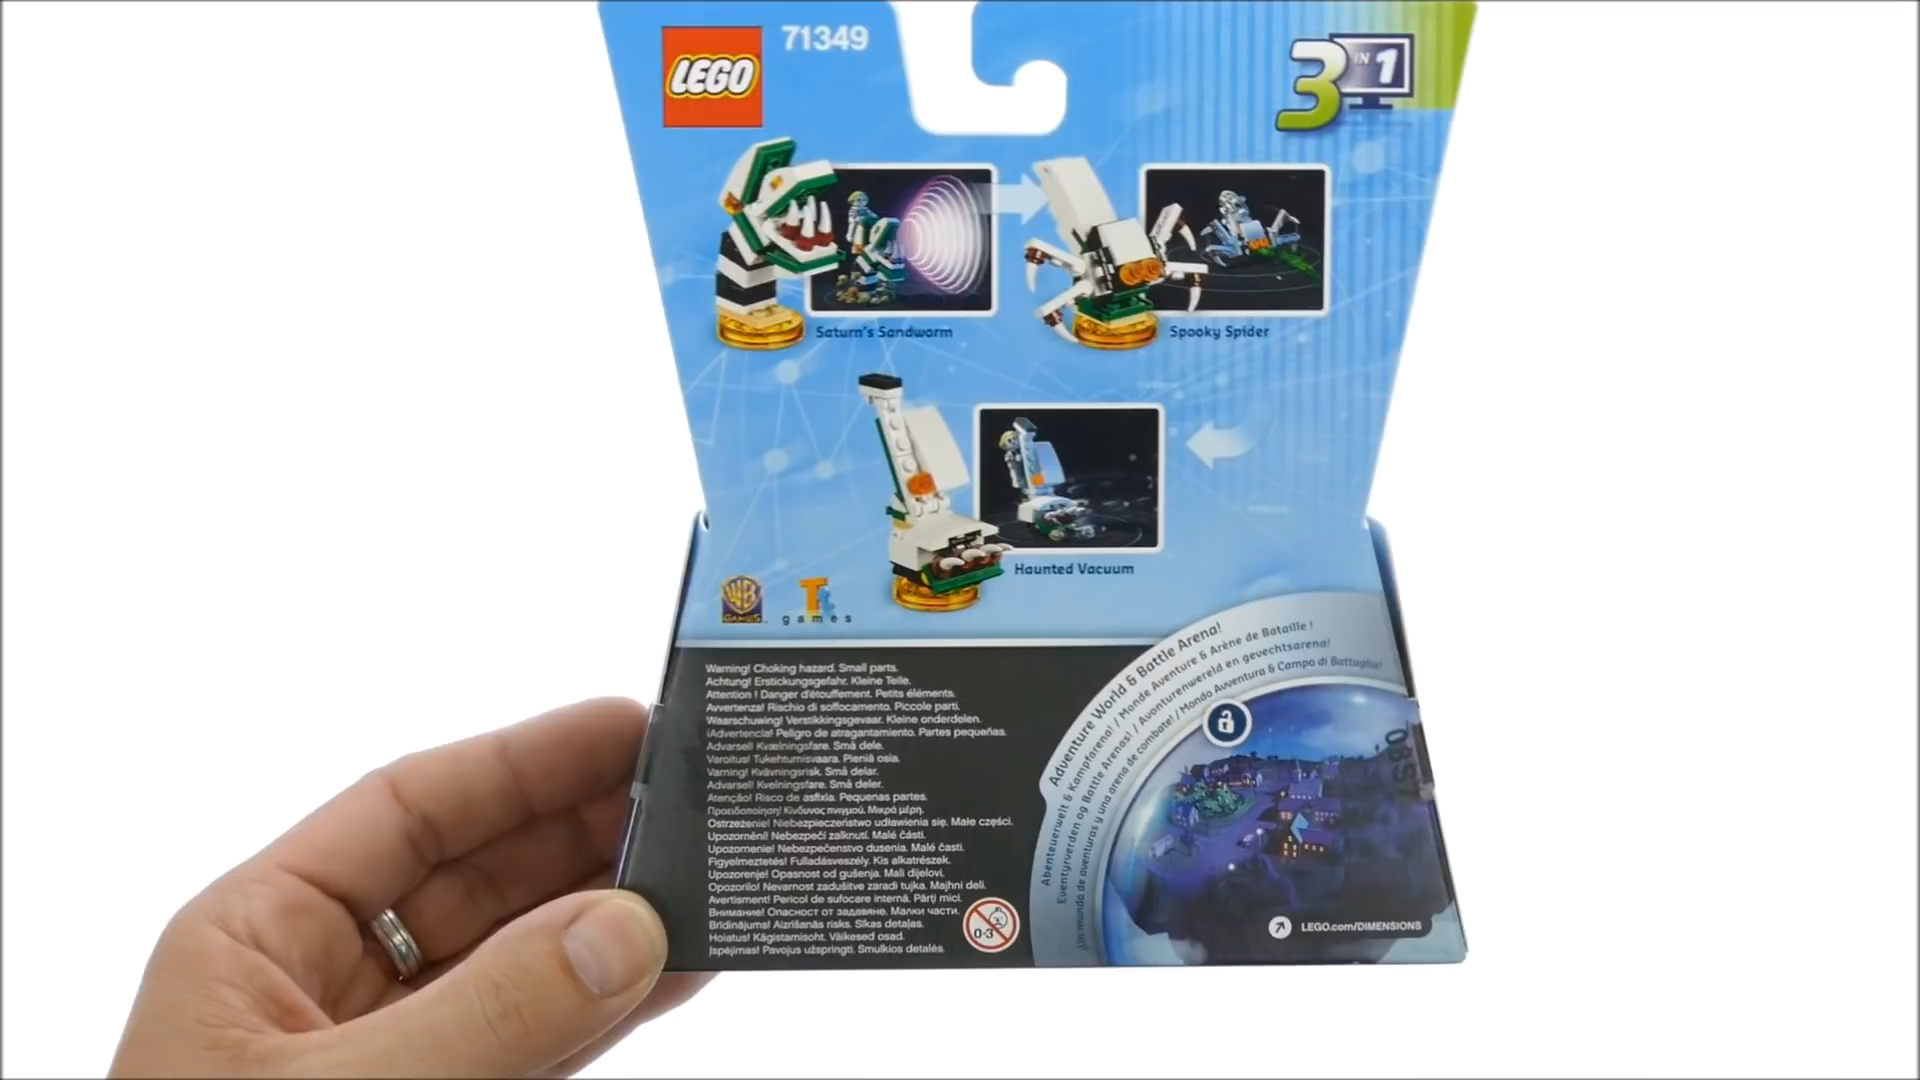 LEGO
71349
3 IN 1
Saturn's Sandworm
Spooky Spider
Haunted Vacuum
WB
GAMES
Tt
games
Warning! Choking hazard. Small parts.
Achtung! Erstickungsgefahr. Kleine Teile.
Attention ! Danger d'étouffement. Petits éléments.
Avvertenza! Rischio di soffocamento. Piccole parti.
Waarschuwing! Verstikkingsgevaar. Kleine onderdelen.
¡Advertencia! Peligro de atragantamiento. Partes pequeñas.
Advarsel! Kvælningsfare. Små dele.
Varoitus! Tukehtumisvaara. Pieniä osia.
Varning! Kvävningsrisk. Små delar.
Advarsel! Kvelningsfare. Små deler.
Atenção! Risco de asfixia. Pequenas partes.
Προειδοποίηση! Κίνδυνος πνιγμού. Μικρά μέρη.
Ostrzeżenie! Niebezpieczeństwo udławienia się. Małe części.
Upozornění! Nebezpečí zalknutí. Malé části.
Upozornenie! Nebezpečenstvo dusenia. Malé časti.
Figyelmeztetés! Fulladásveszély. Kis alkatrészek.
Upozorenje! Opasnost od gušenja. Mali dijelovi.
Opozorilo! Nevarnost zadušitve zaradi tujka. Majhni deli.
Avertisment! Pericol de sufocare internă. Părți mici.
Внимание! Опасност от задавяне. Малки части.
Brīdinājums! Aizrīšanās risks. Sīkas detaļas.
Hoiatus! Kägistamisoht. Väikesed osad.
Įspėjimas! Pavojus užspringti. Smulkios detalės.
0-3
Adventure World & Battle Arena!
Abenteuerwelt & Kampfarena! / Monde Aventure & Arène de Bataille !
Eventyrverden og Battle Arenas! / Avonturenwereld en gevechtsarena!
¡Un mundo de aventuras y una arena de combate! / Mondo Avventura & Campo di Battaglia!
LEGO.com/DIMENSIONS